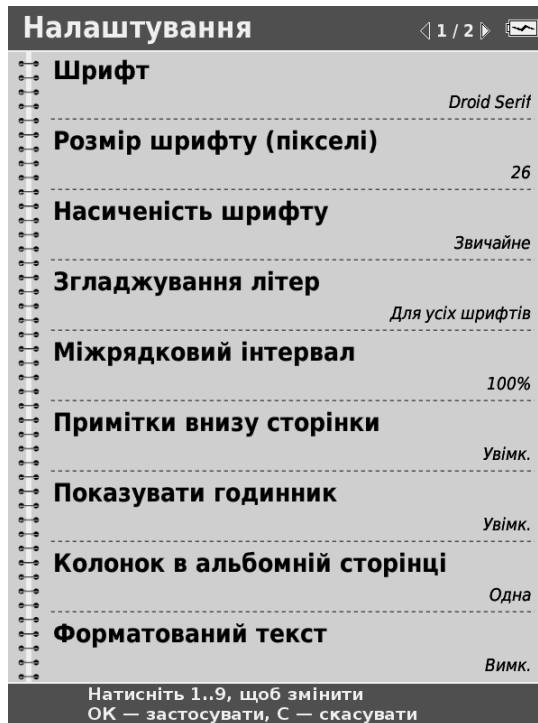 Налаштування 1 / 2
Шрифт
Droid Serif
Розмір шрифту (пікселі)
26
Насиченість шрифту
Звичайне
Згладжування літер
Для усіх шрифтів
Міжрядковий інтервал
100%
Примітки внизу сторінки
Увімк.
Показувати годинник
Увімк.
Колонок в альбомній сторінці
Одна
Форматований текст
Вимк.
Натисніть 1..9, щоб змінити
OK — застосувати, C — скасувати